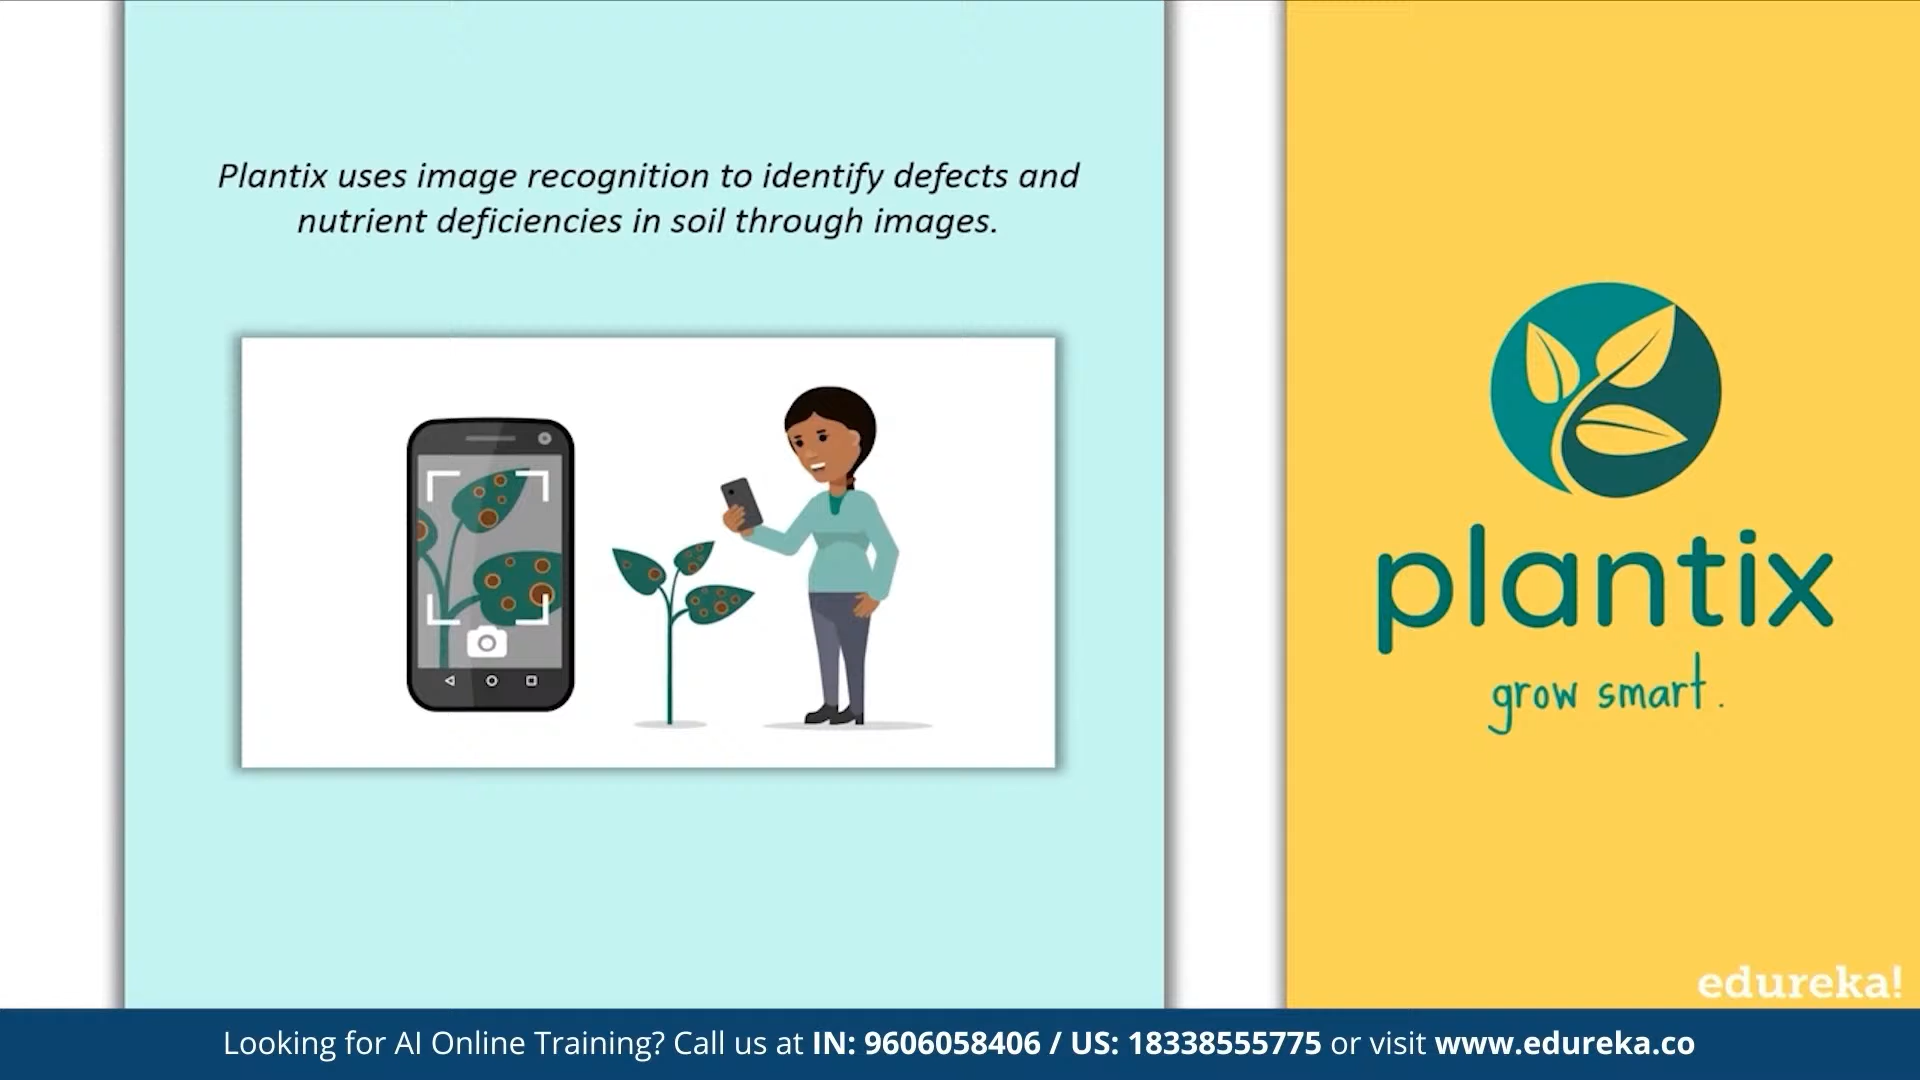 Plantix uses image recognition to identify defects and
nutrient deficiencies in soil through images.
plantix
grow smart.
edureka!
Looking for AI Online Training? Call us at IN: 9606058406 / US: 18338555775 or visit www.edureka.co